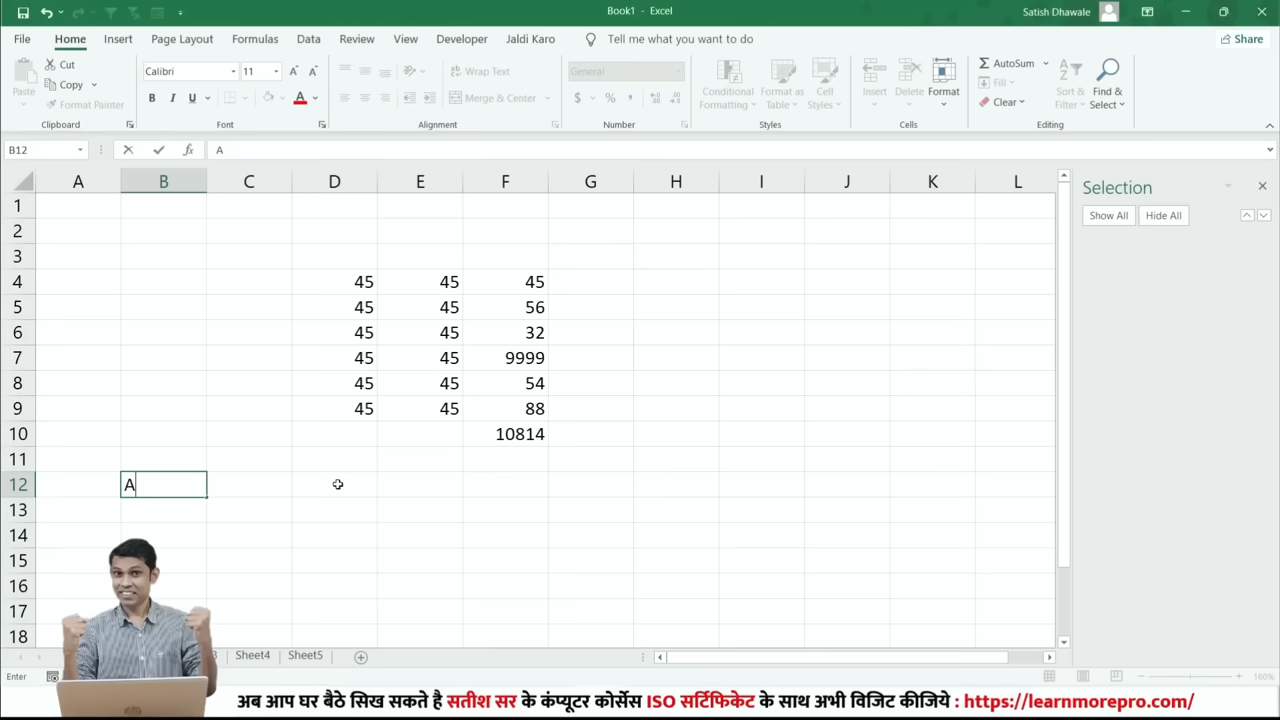 Book1 - Excel
Satish Dhawale
File Home Insert Page Layout Formulas Data Review View Developer Jaldi Karo Tell me what you want to do Share
Paste
Cut
Copy
Format Painter
Clipboard
Calibri 11
B I U
Font
Wrap Text
Merge & Center
Alignment
General
$ % ,
Number
Conditional Formatting
Format as Table
Cell Styles
Styles
Insert Delete Format
Cells
AutoSum
Fill
Clear
Sort & Filter
Find & Select
Editing
B12 fx A
A B C D E F G H I J K L
1
2
3
4 45 45 45
5 45 45 56
6 45 45 32
7 45 45 9999
8 45 45 54
9 45 45 88
10 10814
11
12 A
13
14
15
16
17
18
Selection
Show All Hide All
Sheet4 Sheet5
Enter
160%
अब आप घर बैठे सिख सकते है सतीश सर के कंप्यूटर कोर्सेस ISO सर्टिफिकेट के साथ अभी विजिट कीजिये : https://learnmorepro.com/